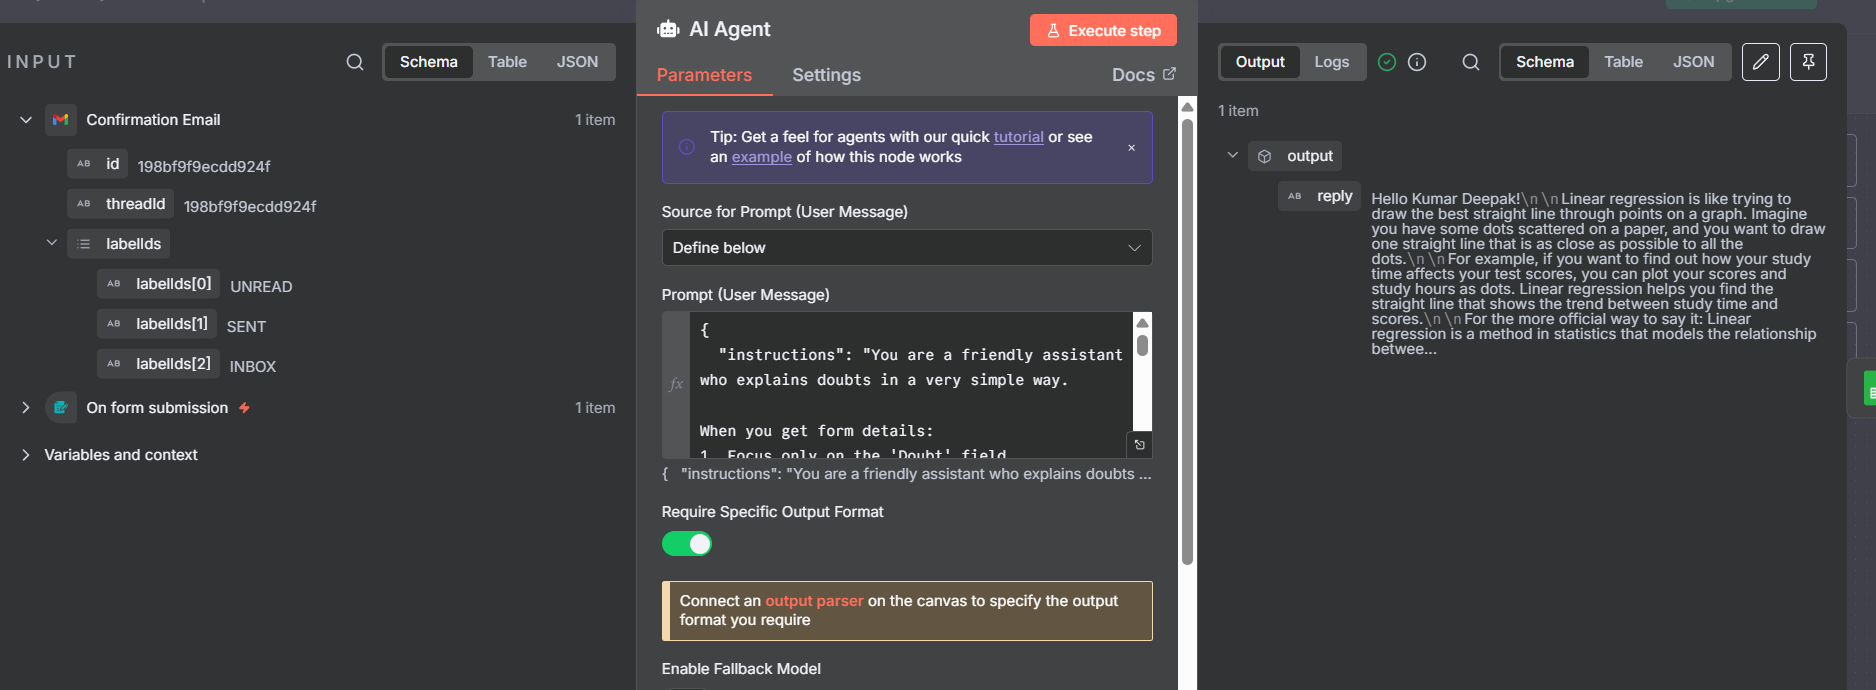 INPUT
Schema
Table
JSON
Confirmation Email
1 item
AB id 198bf9f9ecdd924f
AB threadId 198bf9f9ecdd924f
labelIds
AB labelIds[0] UNREAD
AB labelIds[1] SENT
AB labelIds[2] INBOX
On form submission
1 item
Variables and context
AI Agent
Execute step
Parameters
Settings
Docs
Tip: Get a feel for agents with our quick tutorial or see
an example of how this node works
×
Source for Prompt (User Message)
Define below
Prompt (User Message)
fx
{
"instructions": "You are a friendly assistant
who explains doubts in a very simple way.
When you get form details:
1. Focus only on the 'Doubt' field
{ "instructions": "You are a friendly assistant who explains doubts ...
Require Specific Output Format
Connect an output parser on the canvas to specify the output
format you require
Enable Fallback Model
Output
Logs
Schema
Table
JSON
1 item
output
AB reply
Hello Kumar Deepak!\n \n Linear regression is like trying to
draw the best straight line through points on a graph. Imagine
you have some dots scattered on a paper, and you want to draw
one straight line that is as close as possible to all the
dots.\n \n For example, if you want to find out how your study
time affects your test scores, you can plot your scores and
study hours as dots. Linear regression helps you find the
straight line that shows the trend between study time and
scores.\n \n For the more official way to say it: Linear
regression is a method in statistics that models the relationship
betwee...